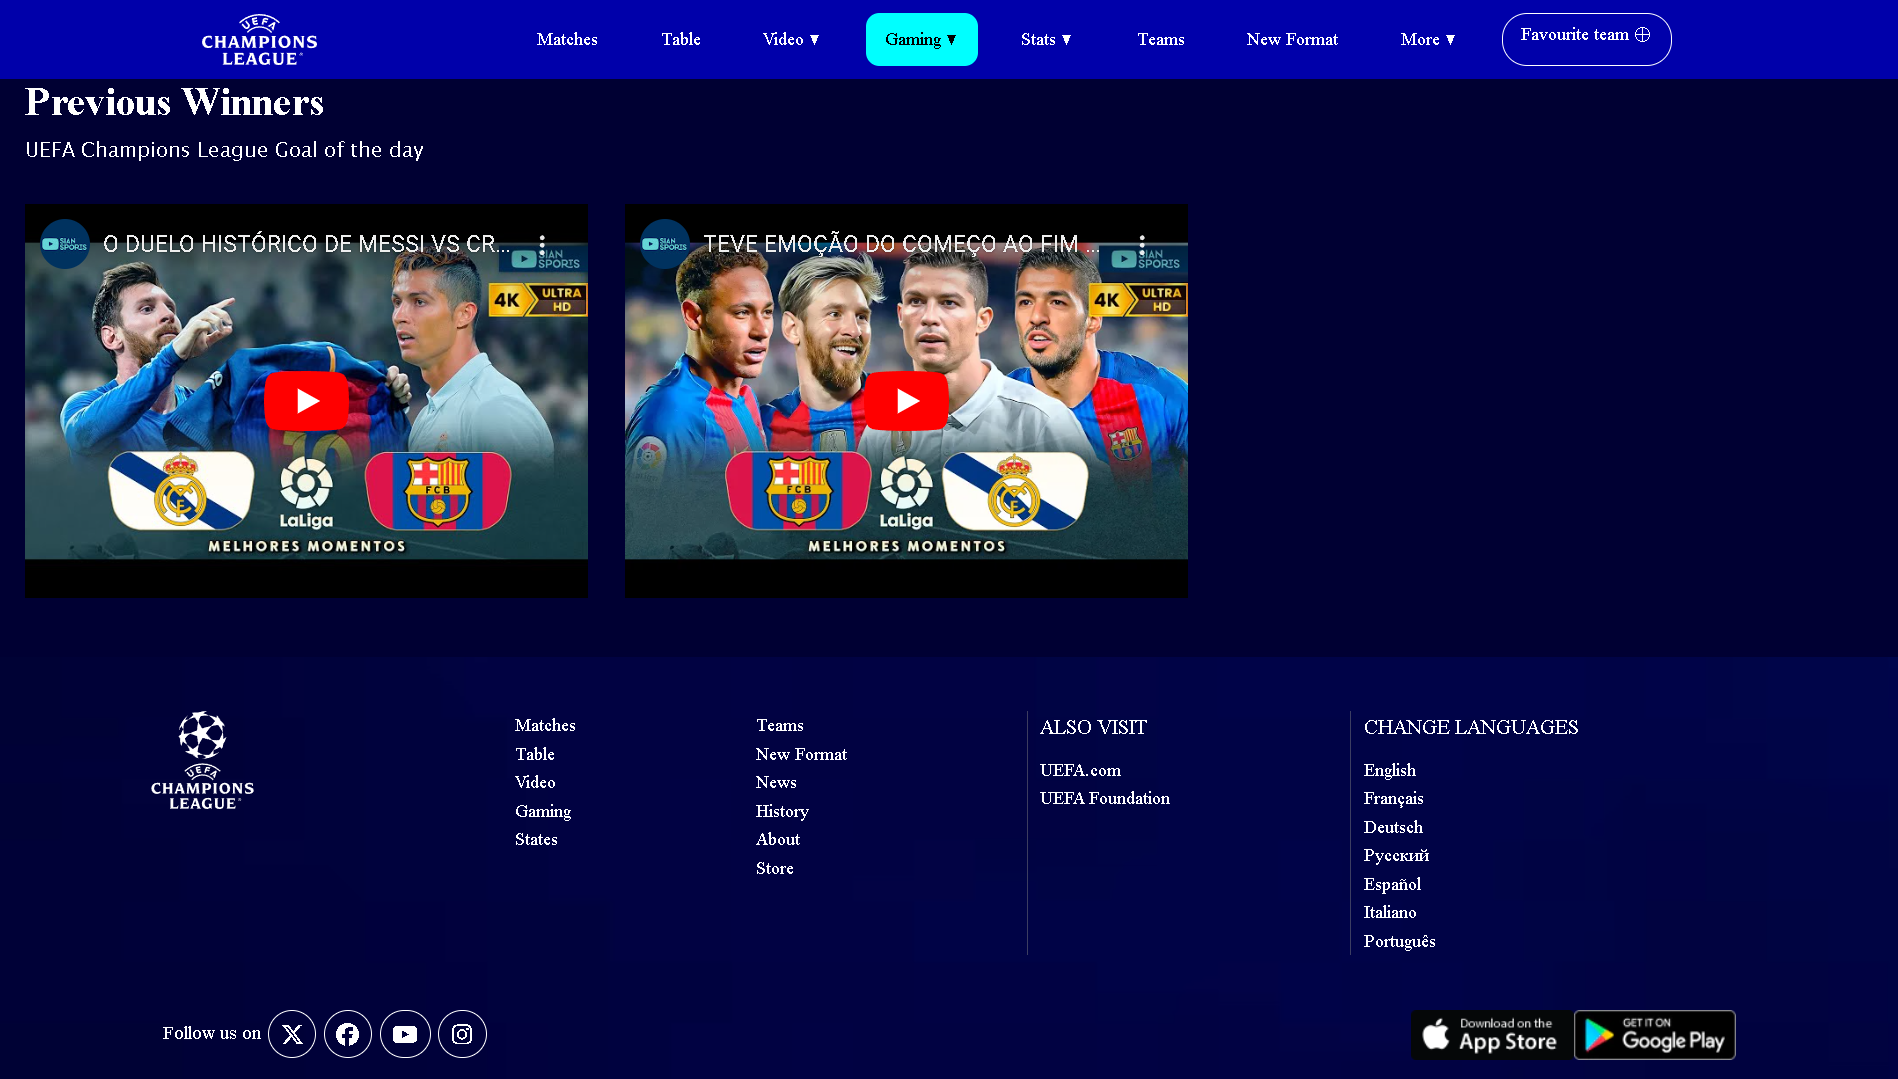 UEFA
CHAMPIONS
LEAGUE
Matches
Table
Video ▼
Gaming ▼
Stats ▼
Teams
New Format
More ▼
Favourite team
Previous Winners
UEFA Champions League Goal of the day
SIAN SPORTS
O DUELO HISTÓRICO DE MESSI VS CR...
SIAN SPORTS
4K ULTRA HD
10
FCB
LaLiga
MELHORES MOMENTOS
SIAN SPORTS
TEVE EMOÇÃO DO COMEÇO AO FIM ...
SIAN SPORTS
4K ULTRA HD
FCB
LaLiga
MELHORES MOMENTOS
UEFA
CHAMPIONS
LEAGUE
Matches
Table
Video
Gaming
States
Teams
New Format
News
History
About
Store
ALSO VISIT
UEFA.com
UEFA Foundation
CHANGE LANGUAGES
English
Français
Deutsch
Русский
Español
Italiano
Português
Follow us on
Download on the
App Store
GET IT ON
Google Play